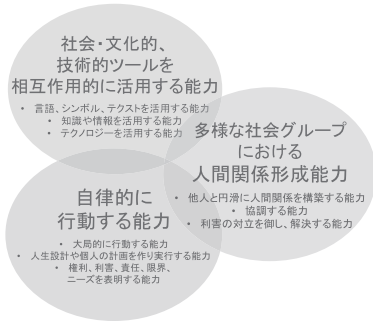 社会・文化的、
技術的ツールを
相互作用的に活用する能力
• 言語、シンボル、テクストを活用する能力
• 知識や情報を活用する能力
• テクノロジーを活用する能力
多様な社会グループ
における
人間関係形成能力
• 他人と円滑に人間関係を構築する能力
• 協調する能力
• 利害の対立を御し、解決する能力
自律的に
行動する能力
• 大局的に行動する能力
• 人生設計や個人の計画を作り実行する能力
• 権利、利害、責任、限界、
ニーズを表明する能力